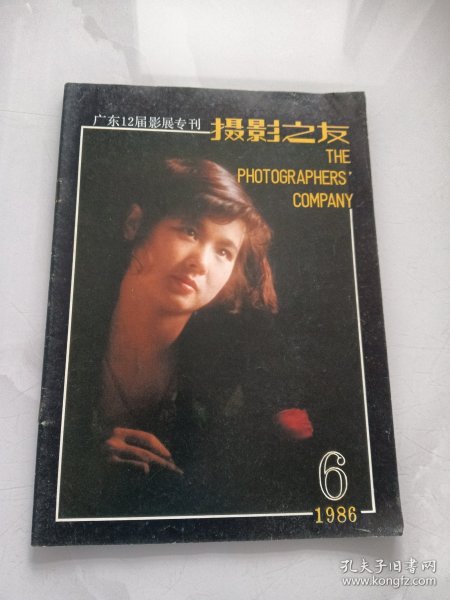 广东12届影展专刊
摄影之友
THE
PHOTOGRAPHERS'
COMPANY
6
1986
孔夫子旧书网
www.kongfz.com